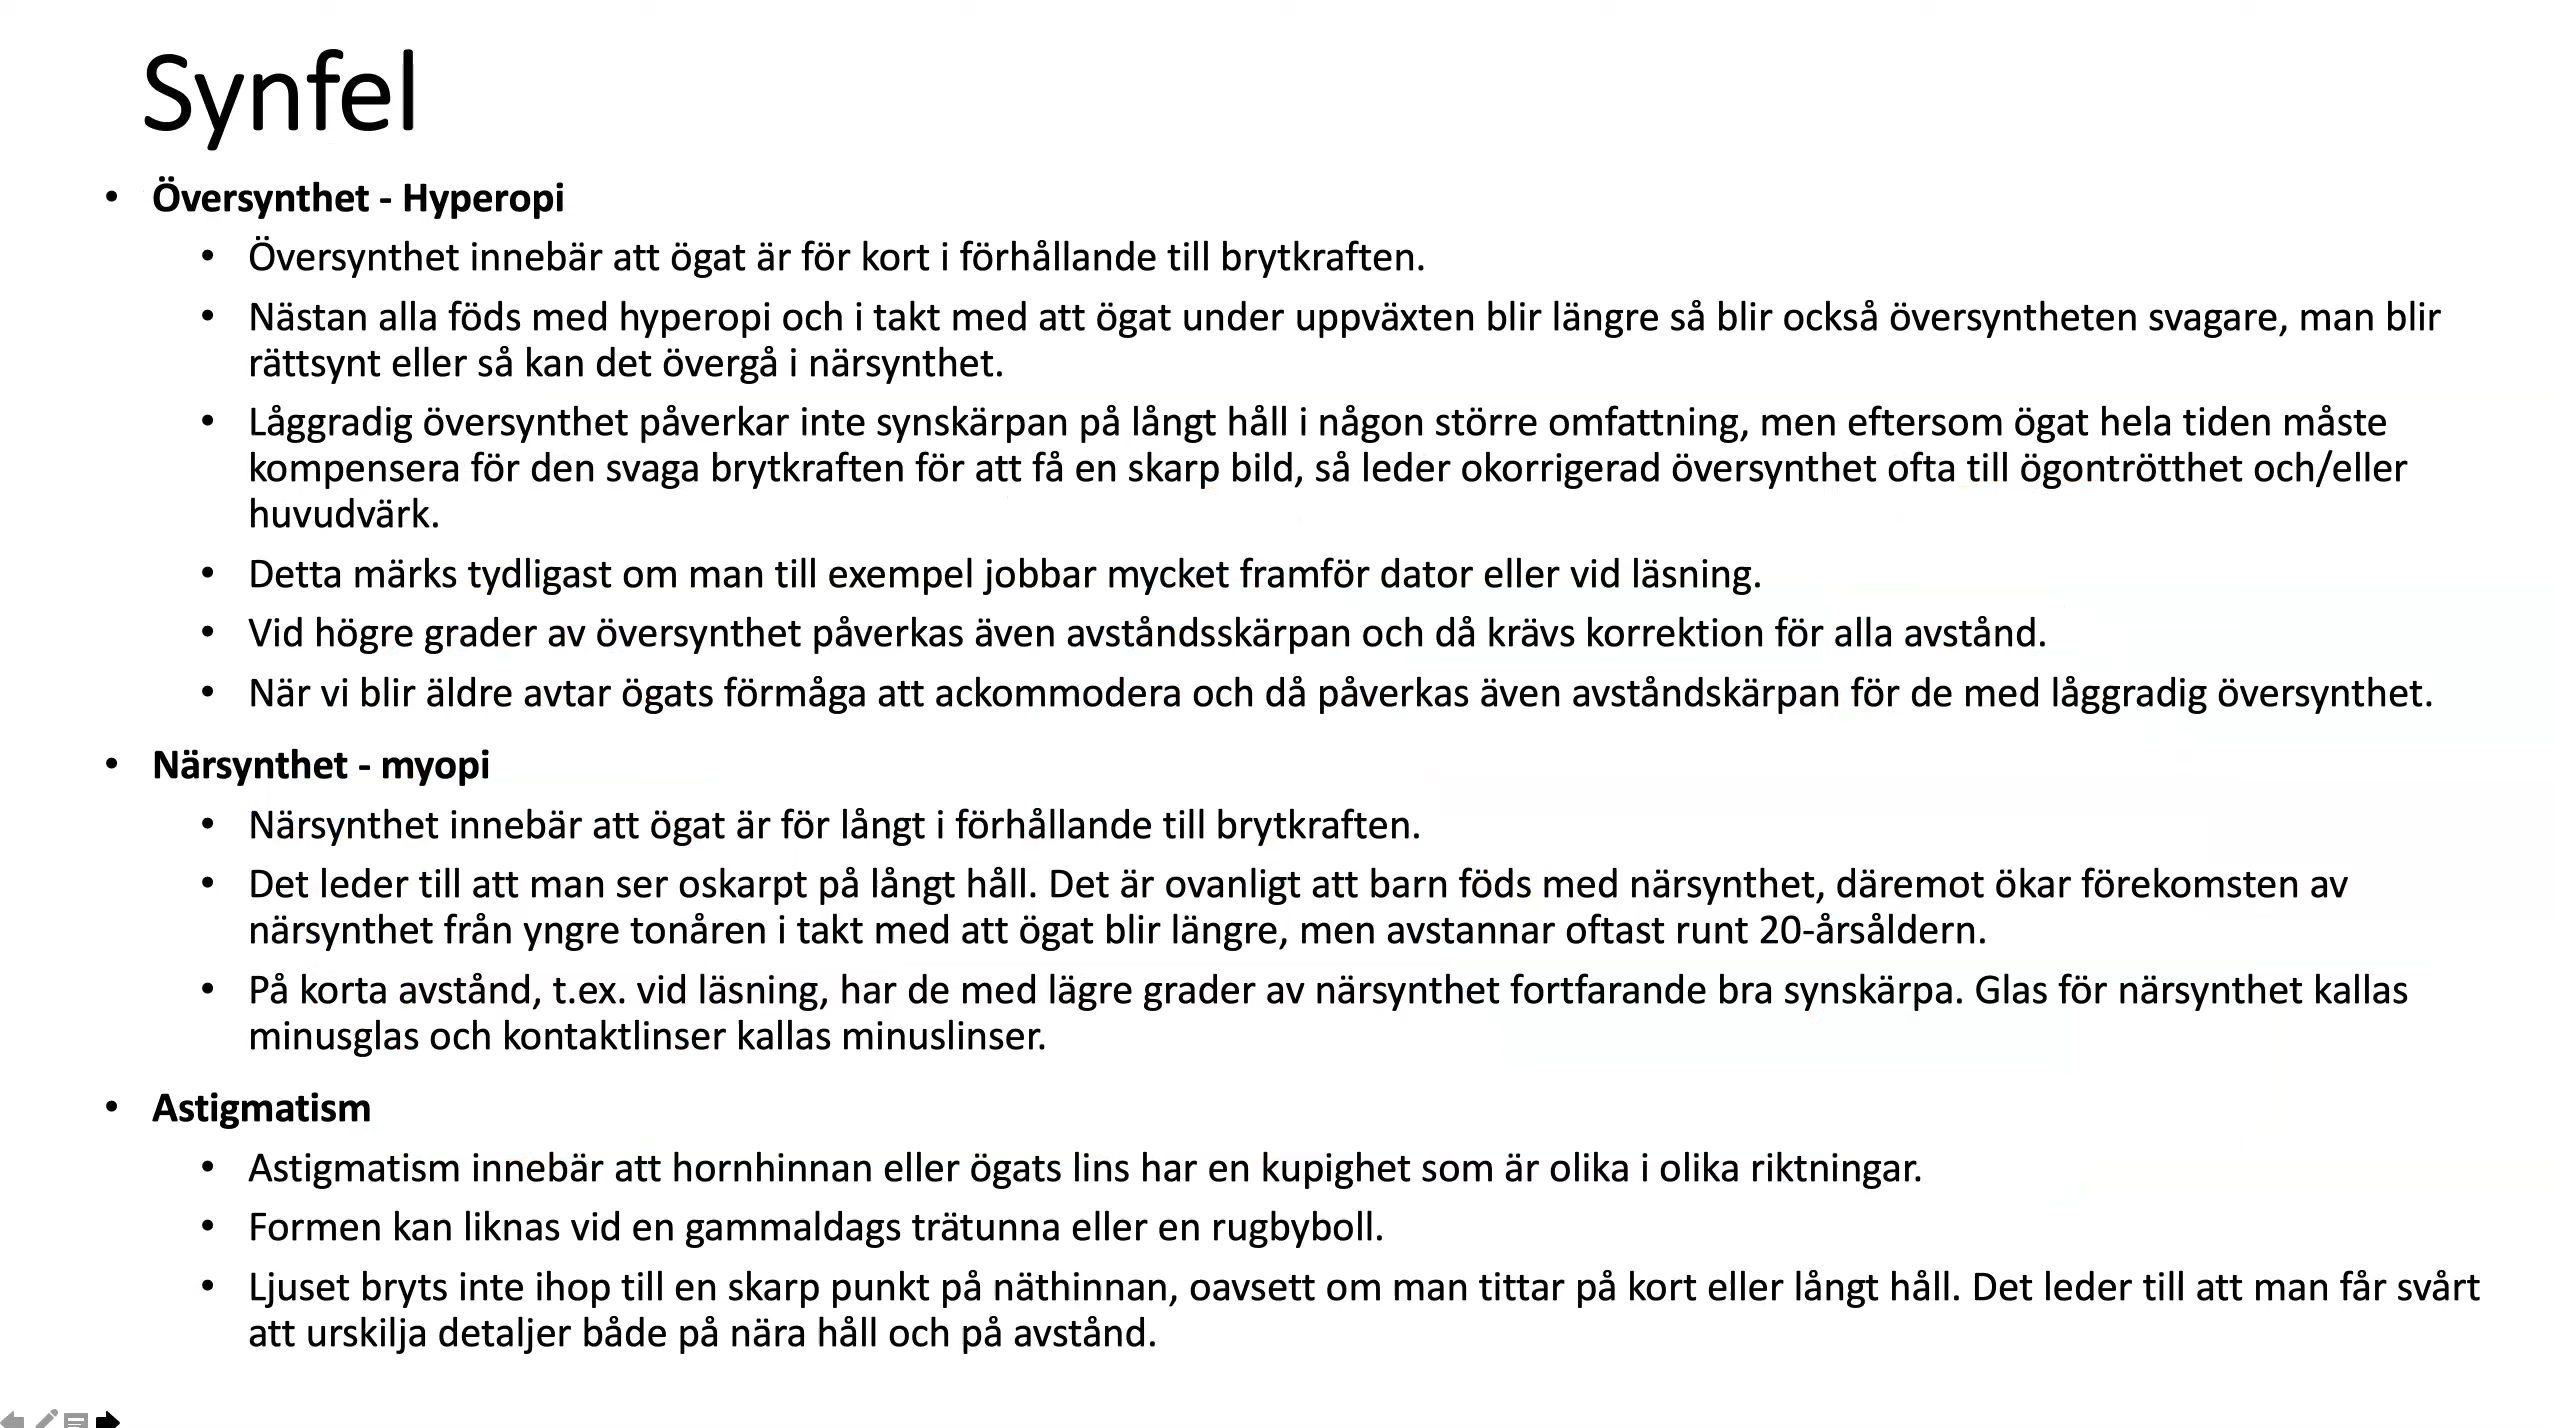 Synfel
• Översynthet - Hyperopi
• Översynthet innebär att ögat är för kort i förhållande till brytkraften.
• Nästan alla föds med hyperopi och i takt med att ögat under uppväxten blir längre så blir också översyntheten svagare, man blir
rättsynt eller så kan det övergå i närsynthet.
• Låggradig översynthet påverkar inte synskärpan på långt håll i någon större omfattning, men eftersom ögat hela tiden måste
kompensera för den svaga brytkraften för att få en skarp bild, så leder okorrigerad översynthet ofta till ögontrötthet och/eller
huvudvärk.
• Detta märks tydligast om man till exempel jobbar mycket framför dator eller vid läsning.
• Vid högre grader av översynthet påverkas även avståndsskärpan och då krävs korrektion för alla avstånd.
• När vi blir äldre avtar ögats förmåga att ackommodera och då påverkas även avståndskärpan för de med låggradig översynthet.
• Närsynthet - myopi
• Närsynthet innebär att ögat är för långt i förhållande till brytkraften.
• Det leder till att man ser oskarpt på långt håll. Det är ovanligt att barn föds med närsynthet, däremot ökar förekomsten av
närsynthet från yngre tonåren i takt med att ögat blir längre, men avstannar oftast runt 20-årsåldern.
• På korta avstånd, t.ex. vid läsning, har de med lägre grader av närsynthet fortfarande bra synskärpa. Glas för närsynthet kallas
minusglas och kontaktlinser kallas minuslinser.
• Astigmatism
• Astigmatism innebär att hornhinnan eller ögats lins har en kupighet som är olika i olika riktningar.
• Formen kan liknas vid en gammaldags trätunna eller en rugbyboll.
• Ljuset bryts inte ihop till en skarp punkt på näthinnan, oavsett om man tittar på kort eller långt håll. Det leder till att man får svårt
att urskilja detaljer både på nära håll och på avstånd.